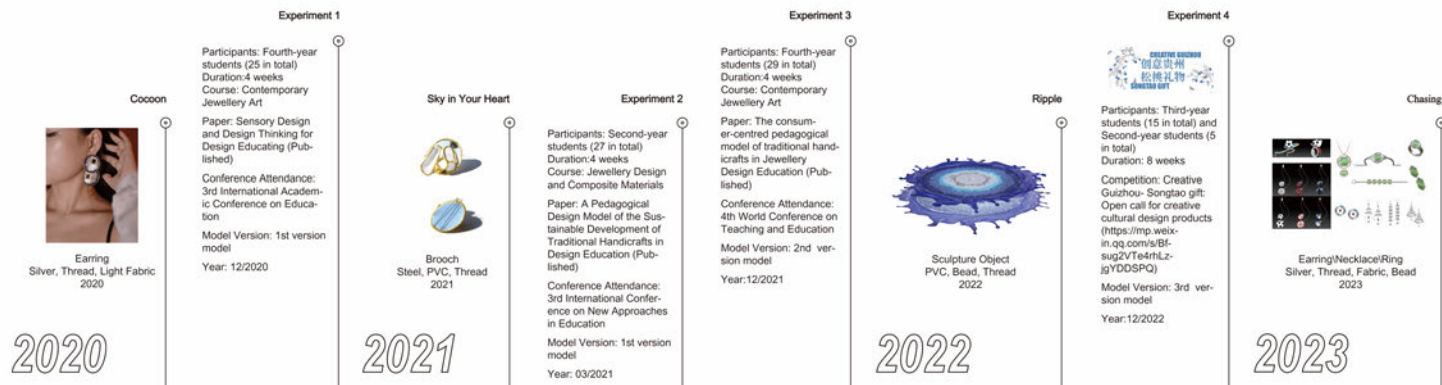 Cocoon
Earring
Silver, Thread, Light Fabric
2020
2020
Experiment 1
Participants: Fourth-year
students (25 in total)
Duration:4 weeks
Course: Contemporary
Jewellery Art
Paper: Sensory Design
and Design Thinking for
Design Educating (Pub-
lished)
Conference Attendance:
3rd International Academ-
ic Conference on Educa-
tion
Model Version: 1st version
model
Year: 12/2020
Sky in Your Heart
Brooch
Steel, PVC, Thread
2021
2021
Experiment 2
Participants: Second-year
students (27 in total)
Duration:4 weeks
Course: Jewellery Design
and Composite Materials
Paper: A Pedagogical
Design Model of the Sus-
tainable Development of
Traditional Handicrafts in
Design Education (Pub-
lished)
Conference Attendance:
3rd International Confer-
ence on New Approaches
in Education
Model Version: 1st version
model
Year: 03/2021
Experiment 3
Participants: Fourth-year
students (29 in total)
Duration:4 weeks
Course: Contemporary
Jewellery Art
Paper: The consum-
er-centred pedagogical
model of traditional hand-
icrafts in Jewellery
Design Education (Pub-
lished)
Conference Attendance:
4th World Conference on
Teaching and Education
Model Version: 2nd ver-
sion model
Year:12/2021
Ripple
Sculpture Object
PVC, Bead, Thread
2022
2022
Experiment 4
CREATIVE GUIZHOU
创意贵州
松桃礼物
SONGTAO GIFT
Participants: Third-year
students (15 in total) and
Second-year students (5
in total)
Duration: 8 weeks
Competition: Creative
Guizhou- Songtao gift:
Open call for creative
cultural design products
(https://mp.weix-
in.qq.com/s/Bf-
sug2VTe4rhLz-
jgYDDSPQ)
Model Version: 3rd ver-
sion model
Year:12/2022
Chasing
Earring\Necklace\Ring
Silver, Thread, Fabric, Bead
2023
2023